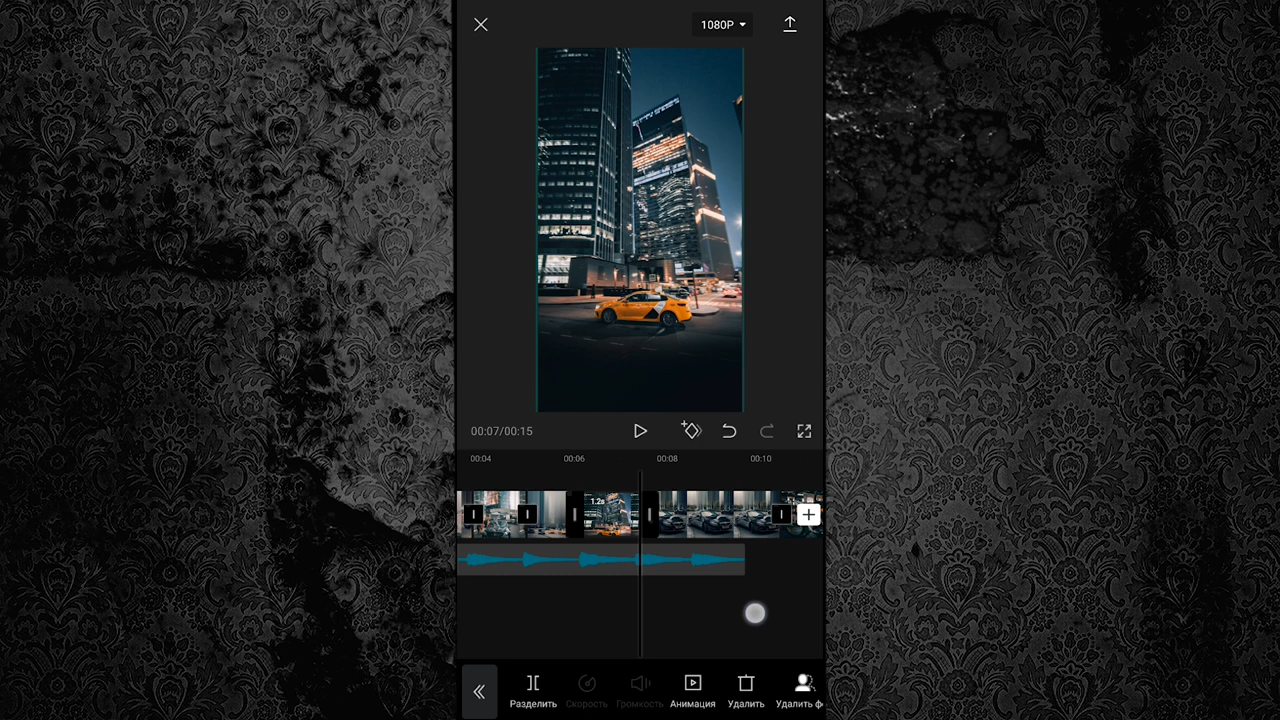 1080P
00:07/00:15
00:04 00:06 00:08 00:10
1.2s
Разделить Скорость Громкость Анимация Удалить Удалить ф